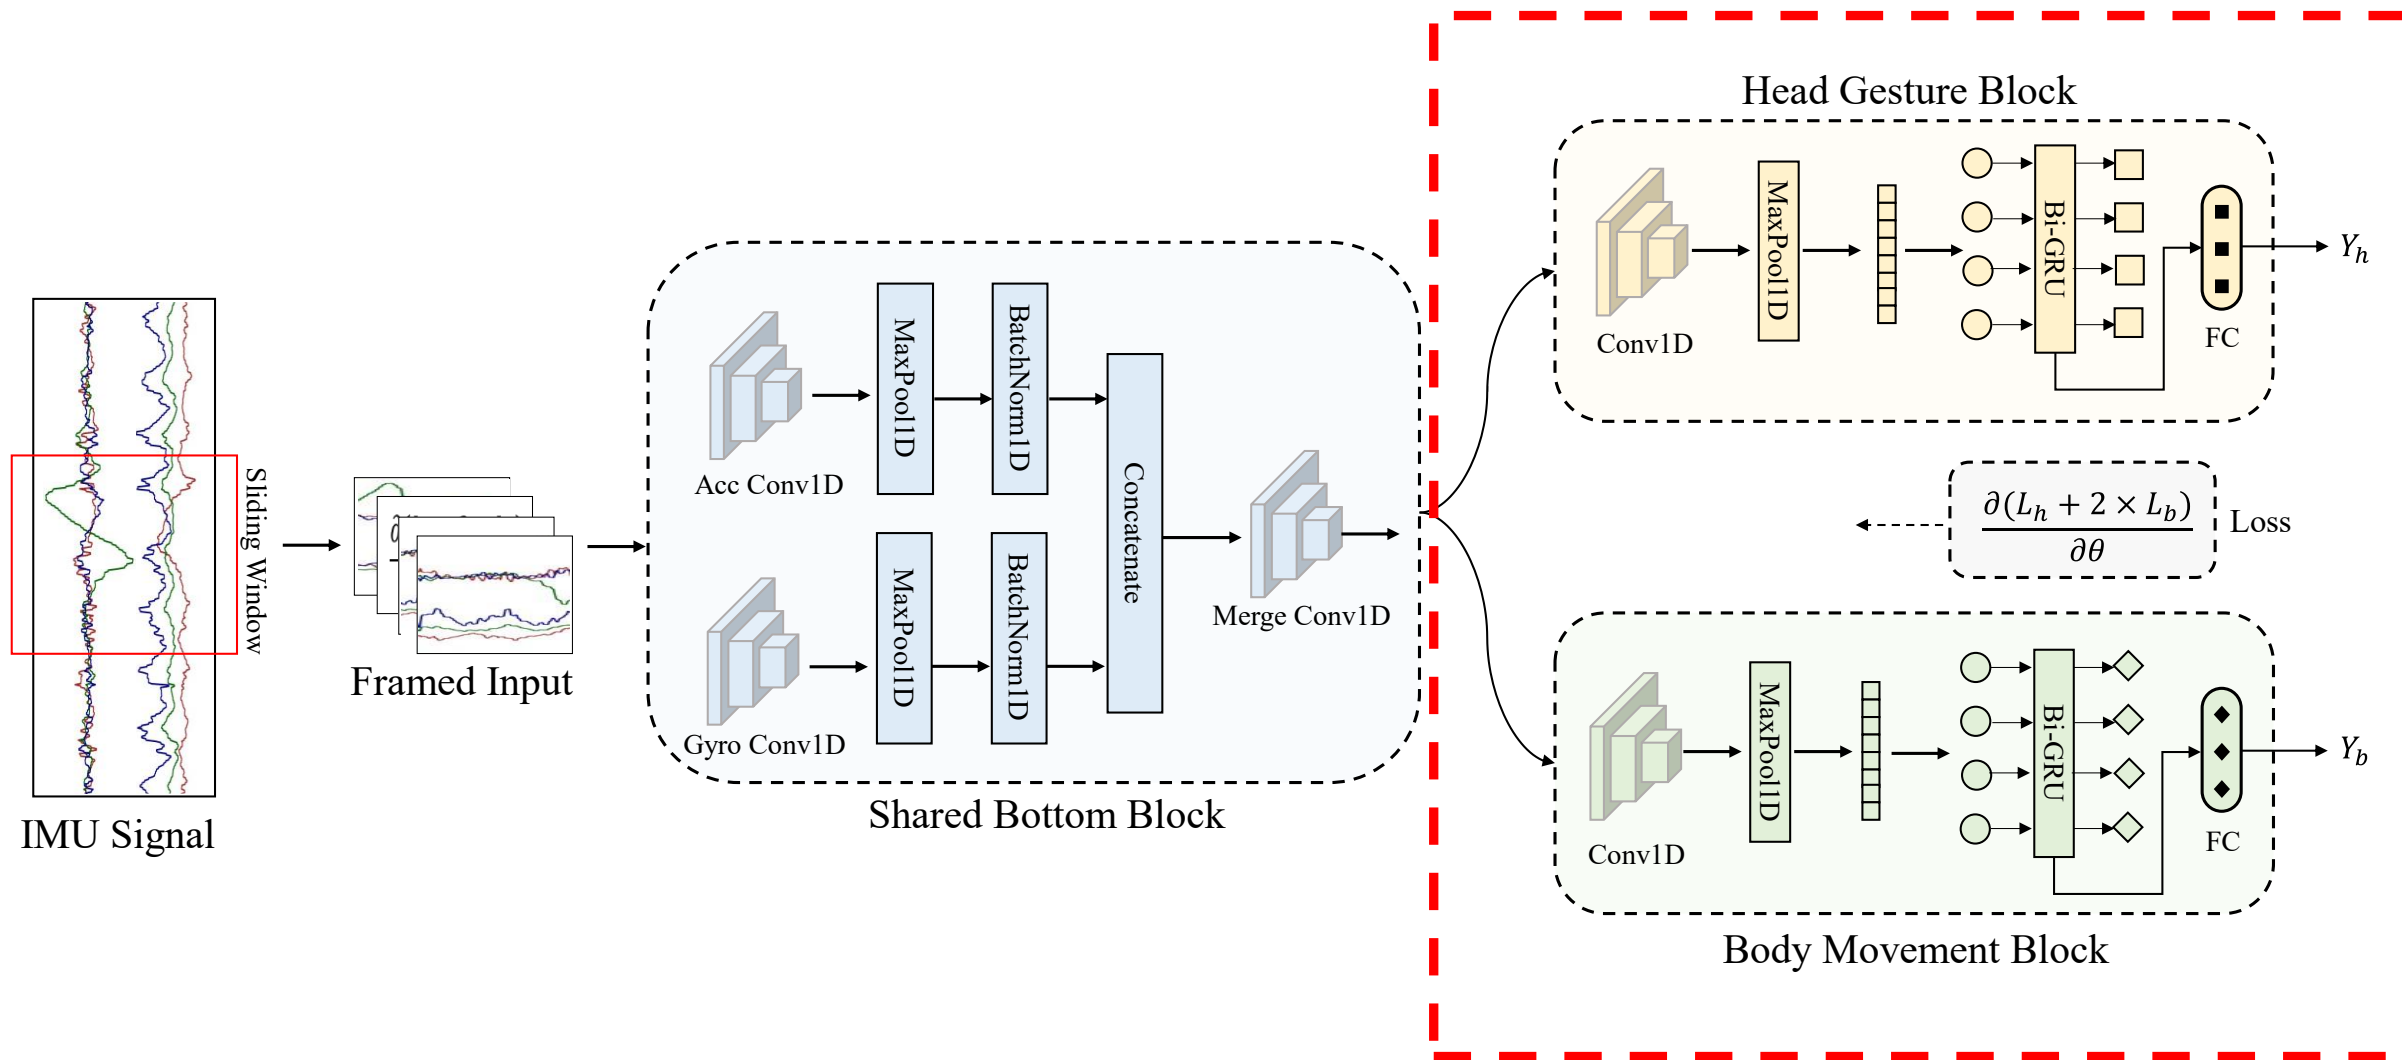 IMU Signal
Sliding Window
Framed Input
Acc Conv1D
MaxPool1D
BatchNorm1D
Gyro Conv1D
MaxPool1D
BatchNorm1D
Concatenate
Merge Conv1D
Shared Bottom Block
Head Gesture Block
Conv1D
MaxPool1D
Bi-GRU
FC
Yₕ
∂(Lₕ + 2 × L_b)
∂θ
Loss
Conv1D
MaxPool1D
Bi-GRU
FC
Y_b
Body Movement Block